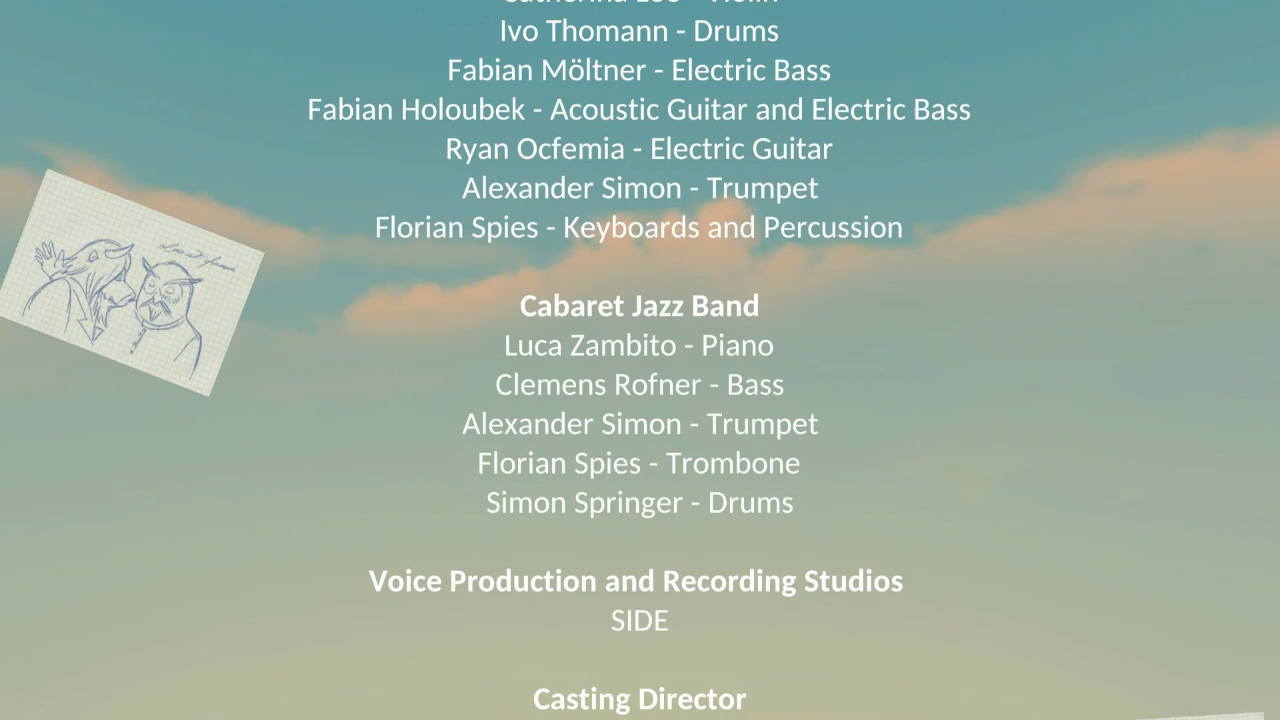 Ivo Thomann - Drums
Fabian Möltner - Electric Bass
Fabian Holoubek - Acoustic Guitar and Electric Bass
Ryan Ocfemia - Electric Guitar
Alexander Simon - Trumpet
Florian Spies - Keyboards and Percussion
Cabaret Jazz Band
Luca Zambito - Piano
Clemens Rofner - Bass
Alexander Simon - Trumpet
Florian Spies - Trombone
Simon Springer - Drums
Voice Production and Recording Studios
SIDE
Casting Director